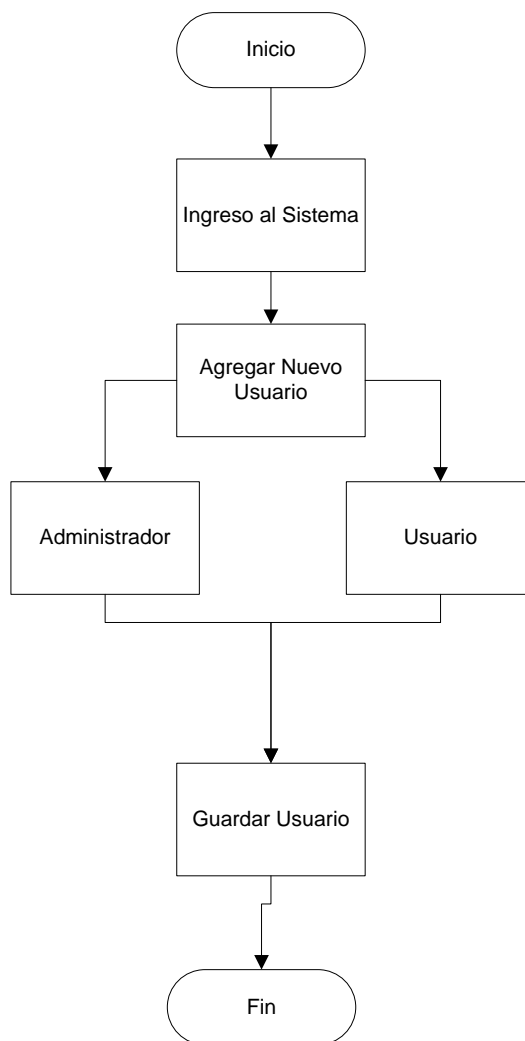 Inicio
Ingreso al Sistema
Agregar Nuevo
Usuario
Administrador
Usuario
Guardar Usuario
Fin